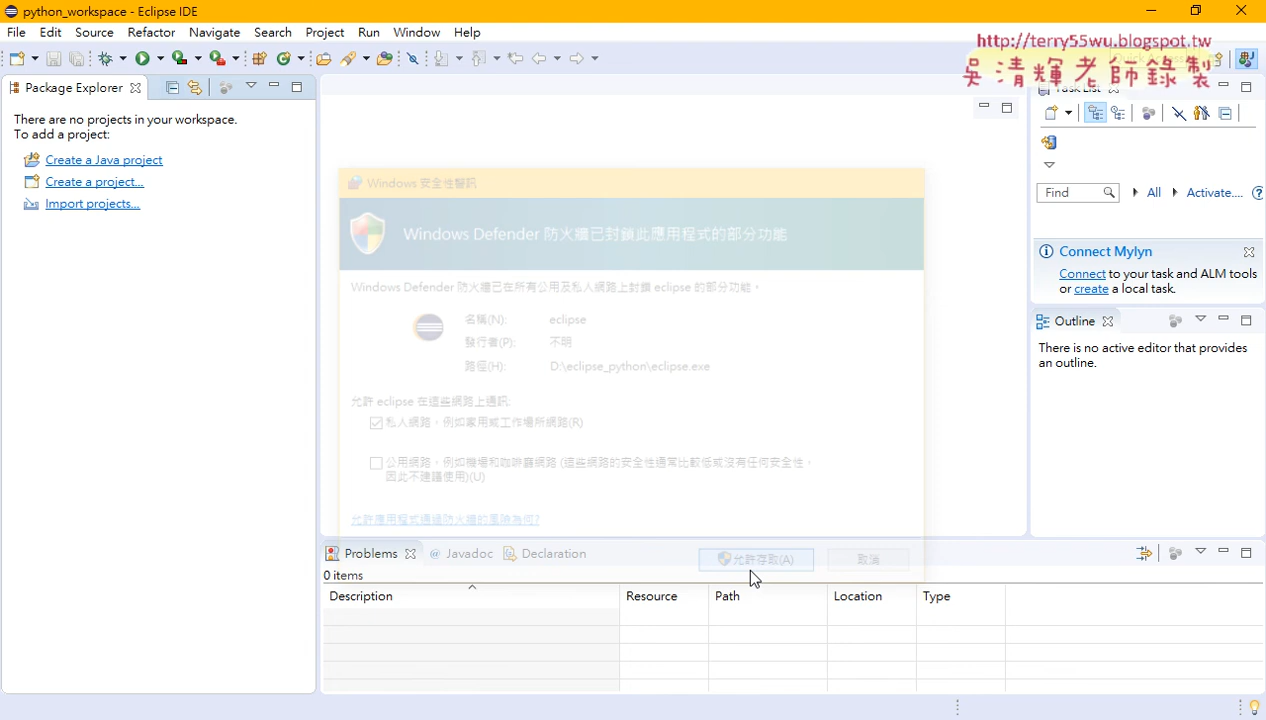 python_workspace - Eclipse IDE
File Edit Source Refactor Navigate Search Project Run Window Help
http://terry55wu.blogspot.tw
吳清輝老師錄製
Package Explorer
Task List
There are no projects in your workspace.
To add a project:
Create a Java project
Create a project...
Import projects...
Find All Activate....
Connect Mylyn
Connect to your task and ALM tools
or create a local task.
Outline
There is no active editor that provides
an outline.
Windows 安全性警訊
Windows Defender 防火牆已封鎖此應用程式的部分功能
Windows Defender 防火牆已在所有公用及私人網路上封鎖 eclipse 的部分功能。
名稱(N): eclipse
發行者(P): 不明
路徑(H): D:\eclipse_python\eclipse.exe
允許 eclipse 在這些網路上通訊:
私人網路，例如家用或工作場所網路(R)
公用網路，例如機場和咖啡廳網路 (這些網路的安全性通常比較低或沒有任何安全性，
因此不建議使用)(U)
允許應用程式通過防火牆的風險為何?
允許存取(A) 取消
Problems Javadoc Declaration
0 items
Description Resource Path Location Type